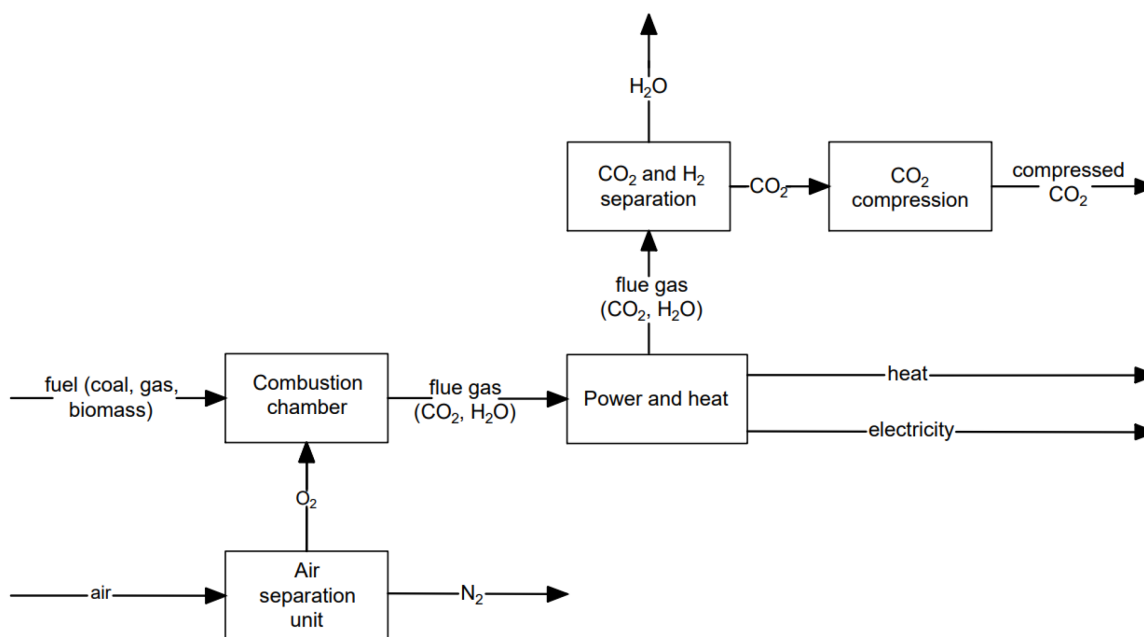 H₂O
CO₂ and H₂
separation
CO₂
CO₂
compression
compressed
CO₂
flue gas
(CO₂, H₂O)
fuel (coal, gas,
biomass)
Combustion
chamber
flue gas
(CO₂, H₂O)
Power and heat
heat
electricity
O₂
air
Air
separation
unit
N₂